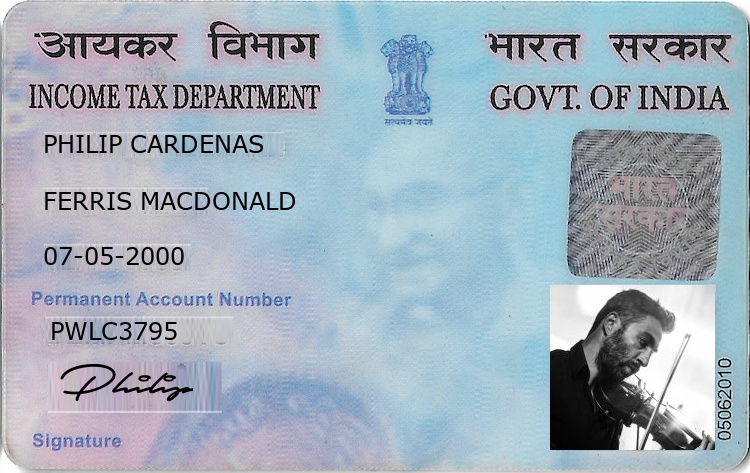 आयकर विभाग
भारत सरकार
INCOME TAX DEPARTMENT
GOVT. OF INDIA
सत्यमेव जयते
PHILIP CARDENAS
भारत सरकार
FERRIS MACDONALD
07-05-2000
Permanent Account Number
PWLC3795
Philip
Signature
05062010